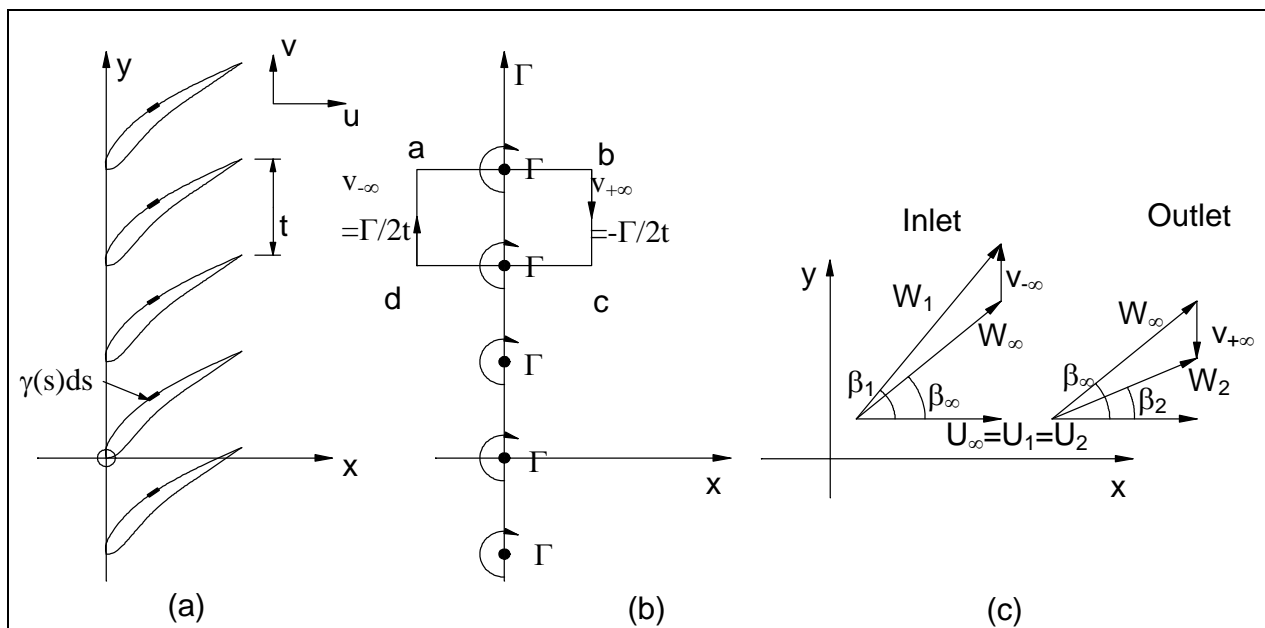 y
v
u
t
γ(s)ds
x
(a)
Γ
a
b
Γ
v-∞
=Γ/2t
v+∞
=-Γ/2t
Γ
d
c
Γ
Γ
x
Γ
(b)
Inlet
Outlet
y
W1
v-∞
W∞
β1
β∞
W∞
v+∞
β∞
W2
β2
U∞=U1=U2
x
(c)